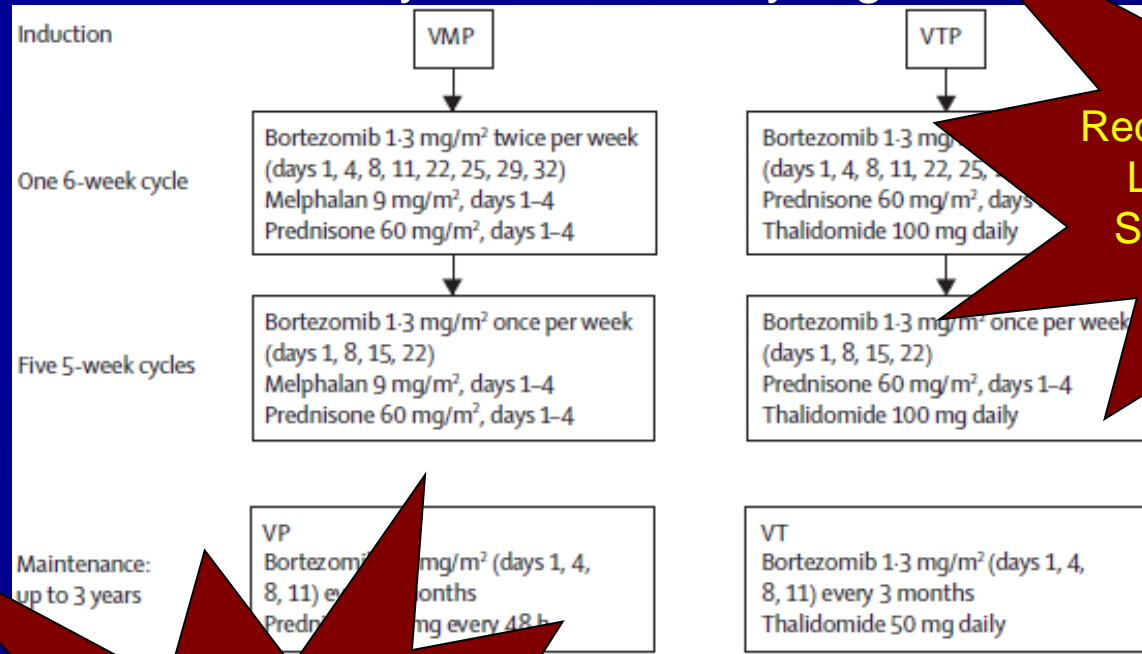 Induction
VMP
VTP
One 6-week cycle
Bortezomib 1·3 mg/m² twice per week
(days 1, 4, 8, 11, 22, 25, 29, 32)
Melphalan 9 mg/m², days 1–4
Prednisone 60 mg/m², days 1–4
Bortezomib 1·3
(days 1, 4, 8, 11, 22, 25,
Prednisone 60 mg/m², days
Thalidomide 100 mg daily
Five 5-week cycles
Bortezomib 1·3 mg/m² once per week
(days 1, 8, 15, 22)
Melphalan 9 mg/m², days 1–4
Prednisone 60 mg/m², days 1–4
Bortezomib 1·3 mg/m² once per week
(days 1, 8, 15, 22)
Prednisone 60 mg/m², days 1–4
Thalidomide 100 mg daily
Maintenance:
up to 3 years
VP
mg/m² (days 1, 4,
8, 11)
mg every 48 h
VT
Bortezomib 1·3 mg/m² (days 1, 4,
8, 11) every 3 months
Thalidomide 50 mg daily